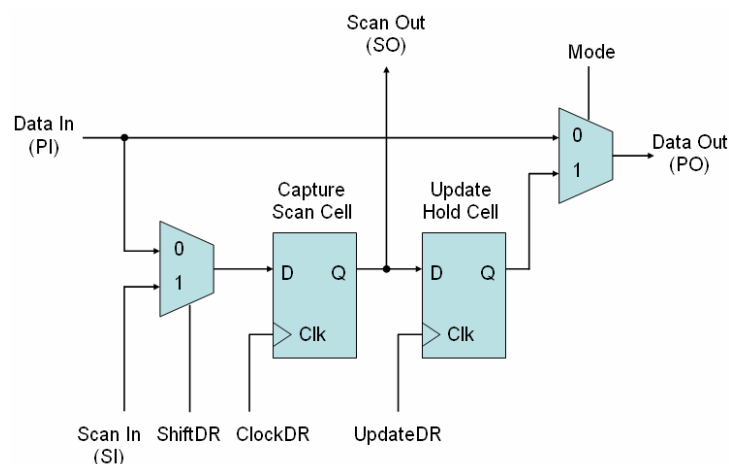 Scan Out
(SO)
Mode
Data In
(PI)
0
1
Data Out
(PO)
Capture
Scan Cell
Update
Hold Cell
0
1
D
Q
Clk
D
Q
Clk
Scan In
(SI)
ShiftDR
ClockDR
UpdateDR